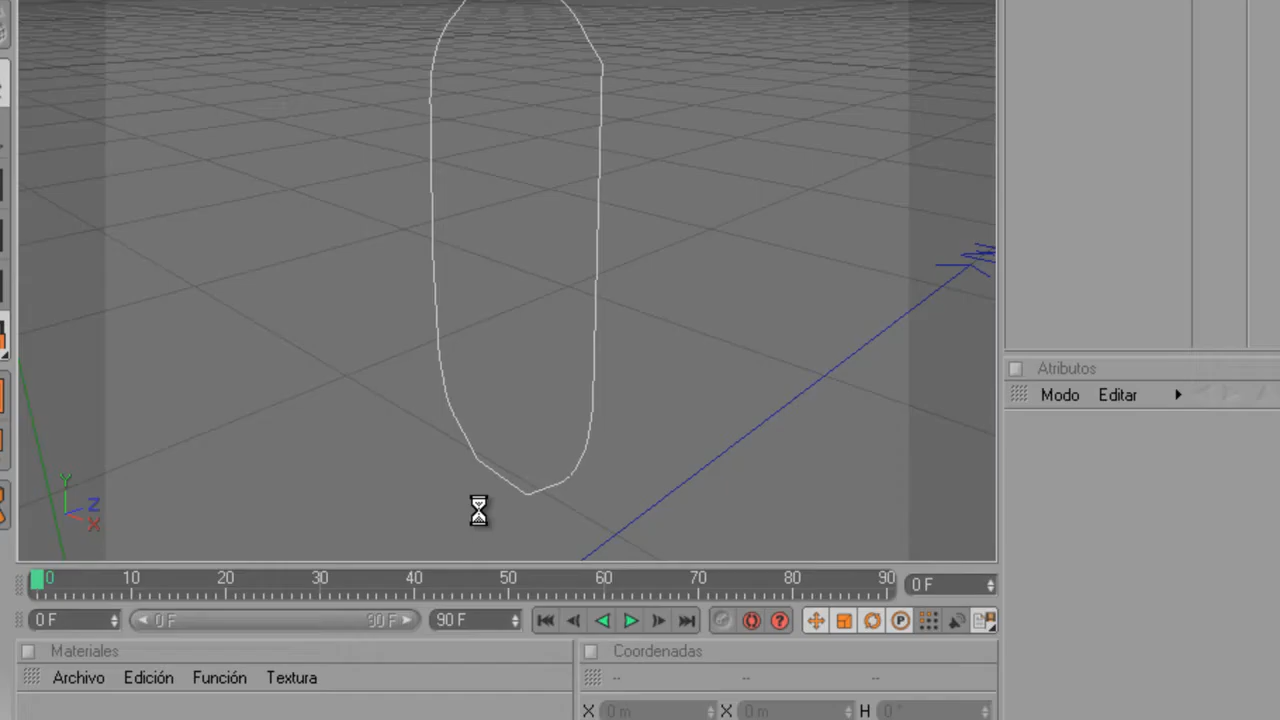 Atributos
Modo Editar
Y
Z
X
0 10 20 30 40 50 60 70 80 90 0 F
0 F 0 F 90 F 90 F
P
Materiales
Archivo Edición Función Textura
Coordenadas
-- -- --
X 0 m X 0 m H 0 °